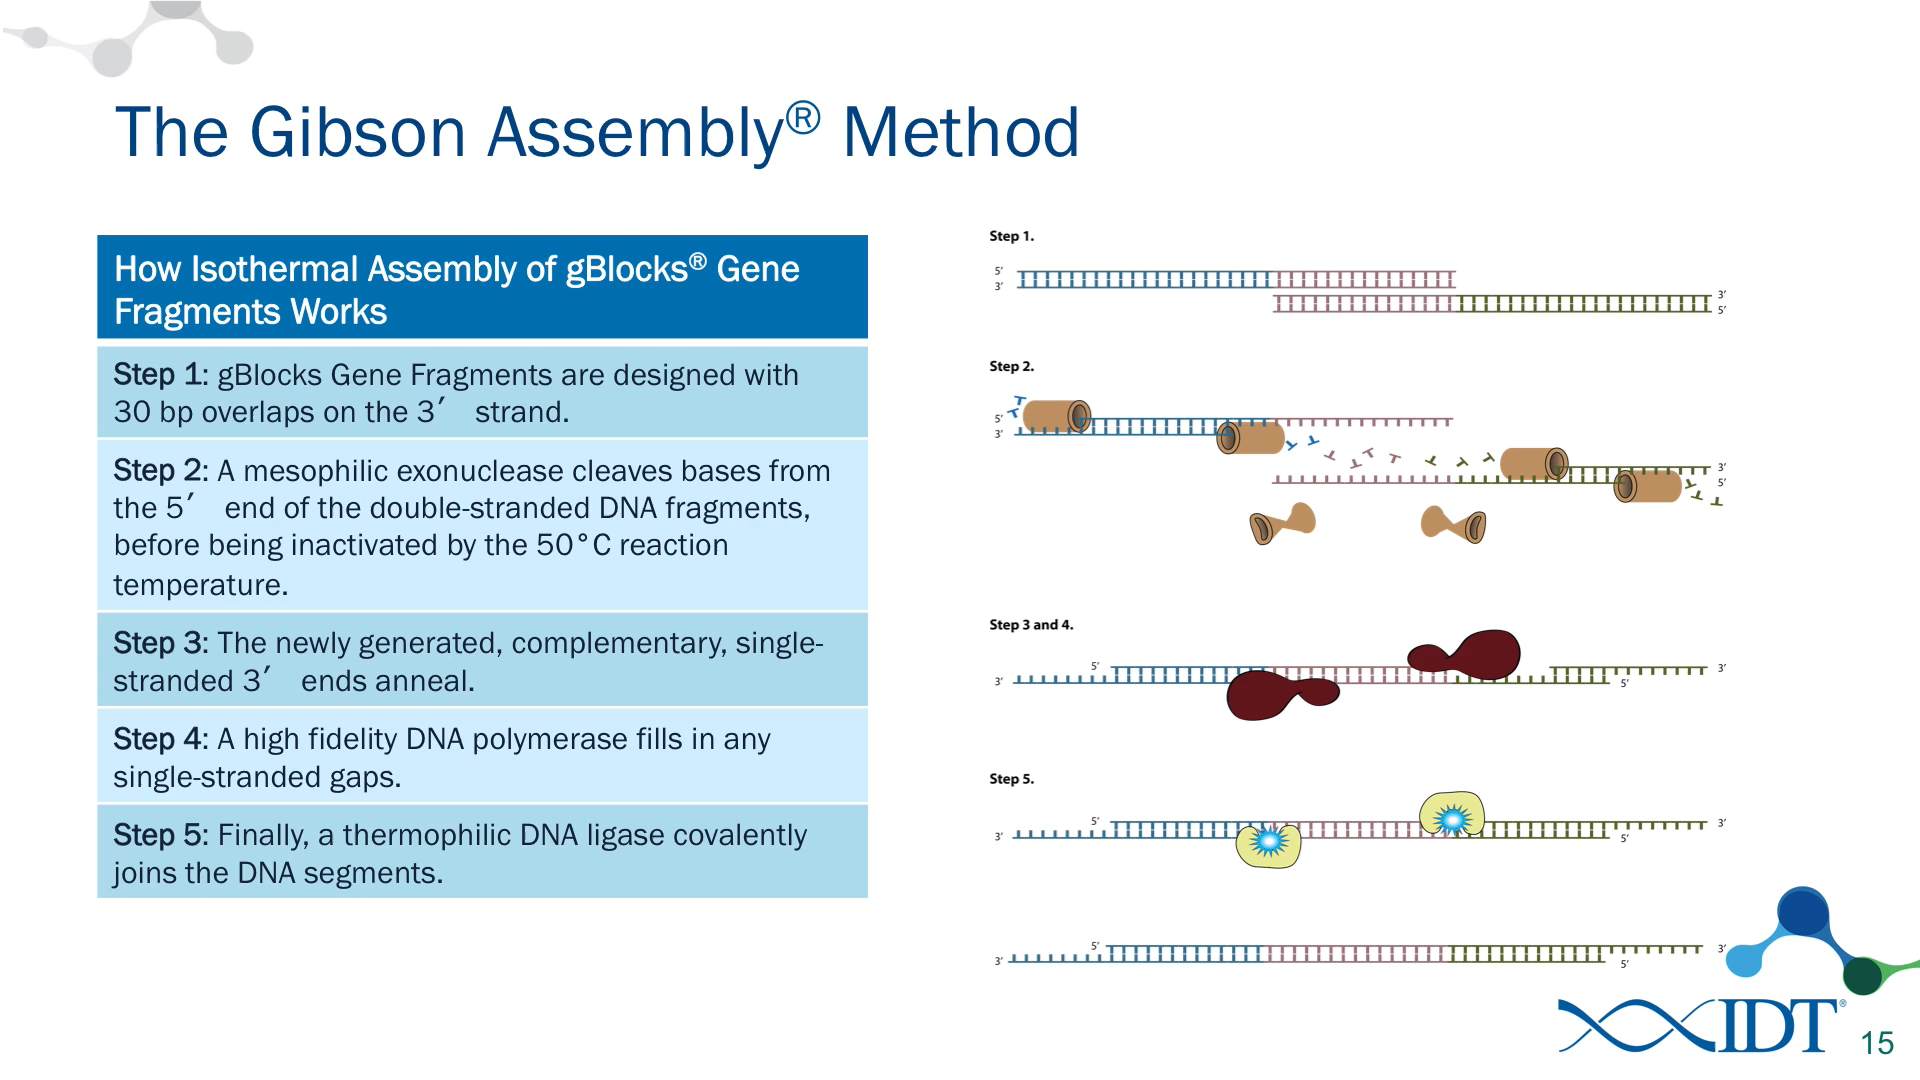 The Gibson Assembly® Method
How Isothermal Assembly of gBlocks® Gene
Fragments Works
Step 1: gBlocks Gene Fragments are designed with
30 bp overlaps on the 3′ strand.
Step 2: A mesophilic exonuclease cleaves bases from
the 5′ end of the double-stranded DNA fragments,
before being inactivated by the 50°C reaction
temperature.
Step 3: The newly generated, complementary, single-
stranded 3′ ends anneal.
Step 4: A high fidelity DNA polymerase fills in any
single-stranded gaps.
Step 5: Finally, a thermophilic DNA ligase covalently
joins the DNA segments.
Step 1.
5′
3′
3′
5′
Step 2.
5′
3′
3′
5′
Step 3 and 4.
5′
3′
3′
5′
Step 5.
5′
3′
3′
5′
5′
3′
3′
5′
IDT®
15